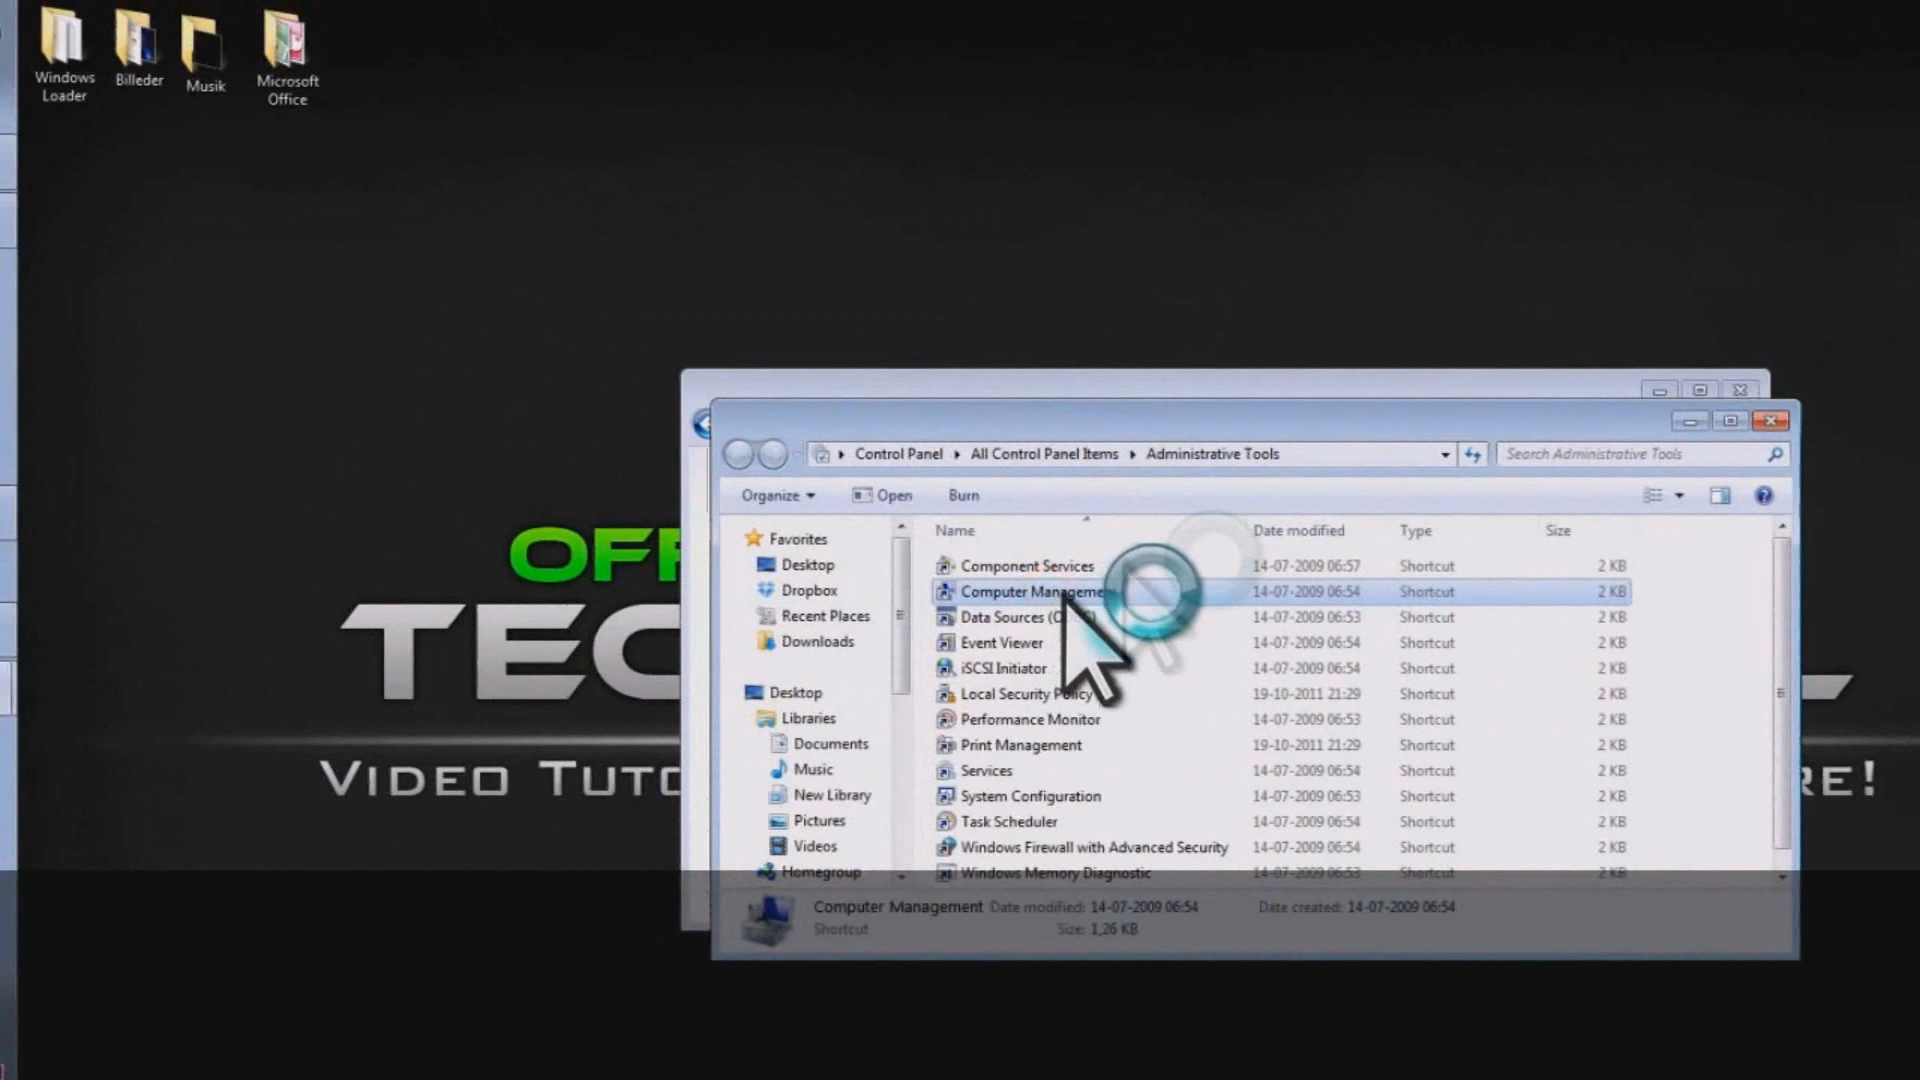 Windows Loader
Billeder
Musik
Microsoft Office
Control Panel
All Control Panel Items
Administrative Tools
Search Administrative Tools
Organize
Open
Burn
Favorites
Desktop
Dropbox
Recent Places
Downloads
Desktop
Libraries
Documents
Music
New Library
Pictures
Videos
Homegroup
Name Date modified Type Size
Component Services 14-07-2009 06:57 Shortcut 2 KB
Computer Manageme 14-07-2009 06:54 Shortcut 2 KB
Data Sources 14-07-2009 06:53 Shortcut 2 KB
Event Viewer 14-07-2009 06:54 Shortcut 2 KB
iSCSI Initiator 14-07-2009 06:54 Shortcut 2 KB
Local Security Policy 19-10-2011 21:29 Shortcut 2 KB
Performance Monitor 14-07-2009 06:53 Shortcut 2 KB
Print Management 19-10-2011 21:29 Shortcut 2 KB
Services 14-07-2009 06:54 Shortcut 2 KB
System Configuration 14-07-2009 06:53 Shortcut 2 KB
Task Scheduler 14-07-2009 06:54 Shortcut 2 KB
Windows Firewall with Advanced Security 14-07-2009 06:54 Shortcut 2 KB
Windows Memory Diagnostic 14-07-2009 06:53 Shortcut 2 KB
Computer Management Date modified: 14-07-2009 06:54 Date created: 14-07-2009 06:54
Shortcut Size: 1,26 KB
OFF
TEC
VIDEO TUTO
RE!